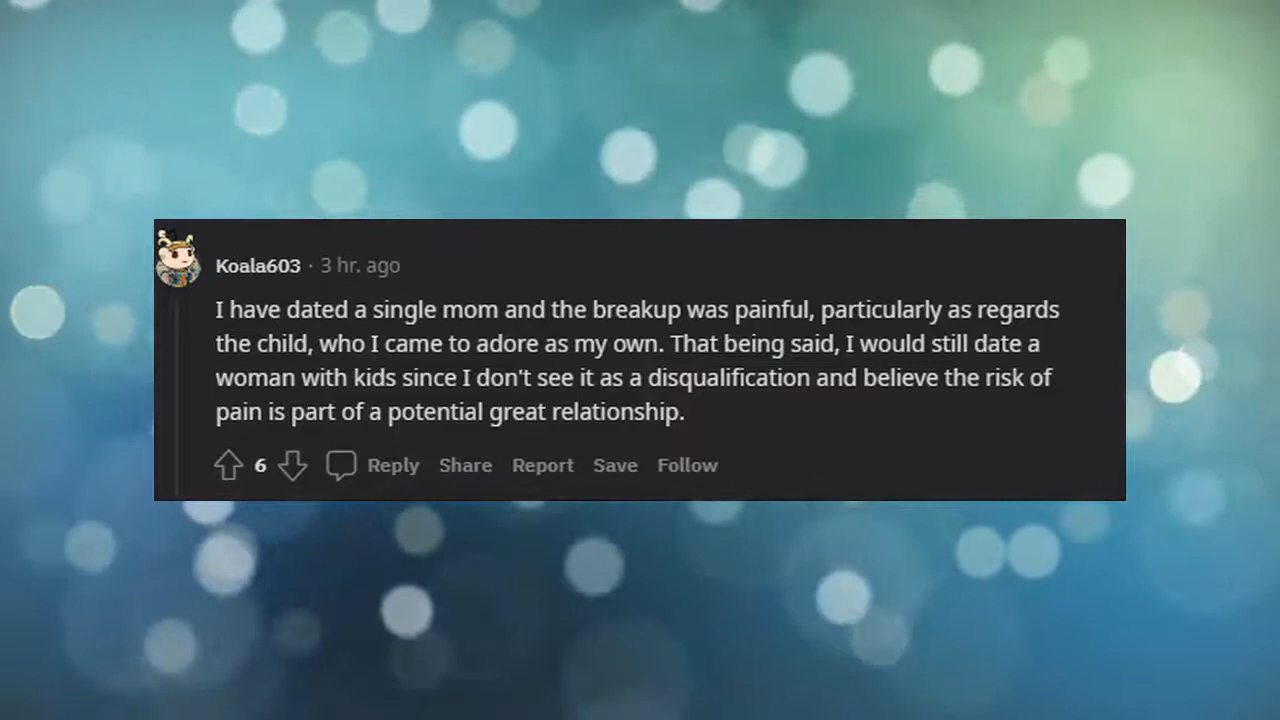 Koala603 · 3 hr. ago
I have dated a single mom and the breakup was painful, particularly as regards
the child, who I came to adore as my own. That being said, I would still date a
woman with kids since I don't see it as a disqualification and believe the risk of
pain is part of a potential great relationship.
6 Reply Share Report Save Follow